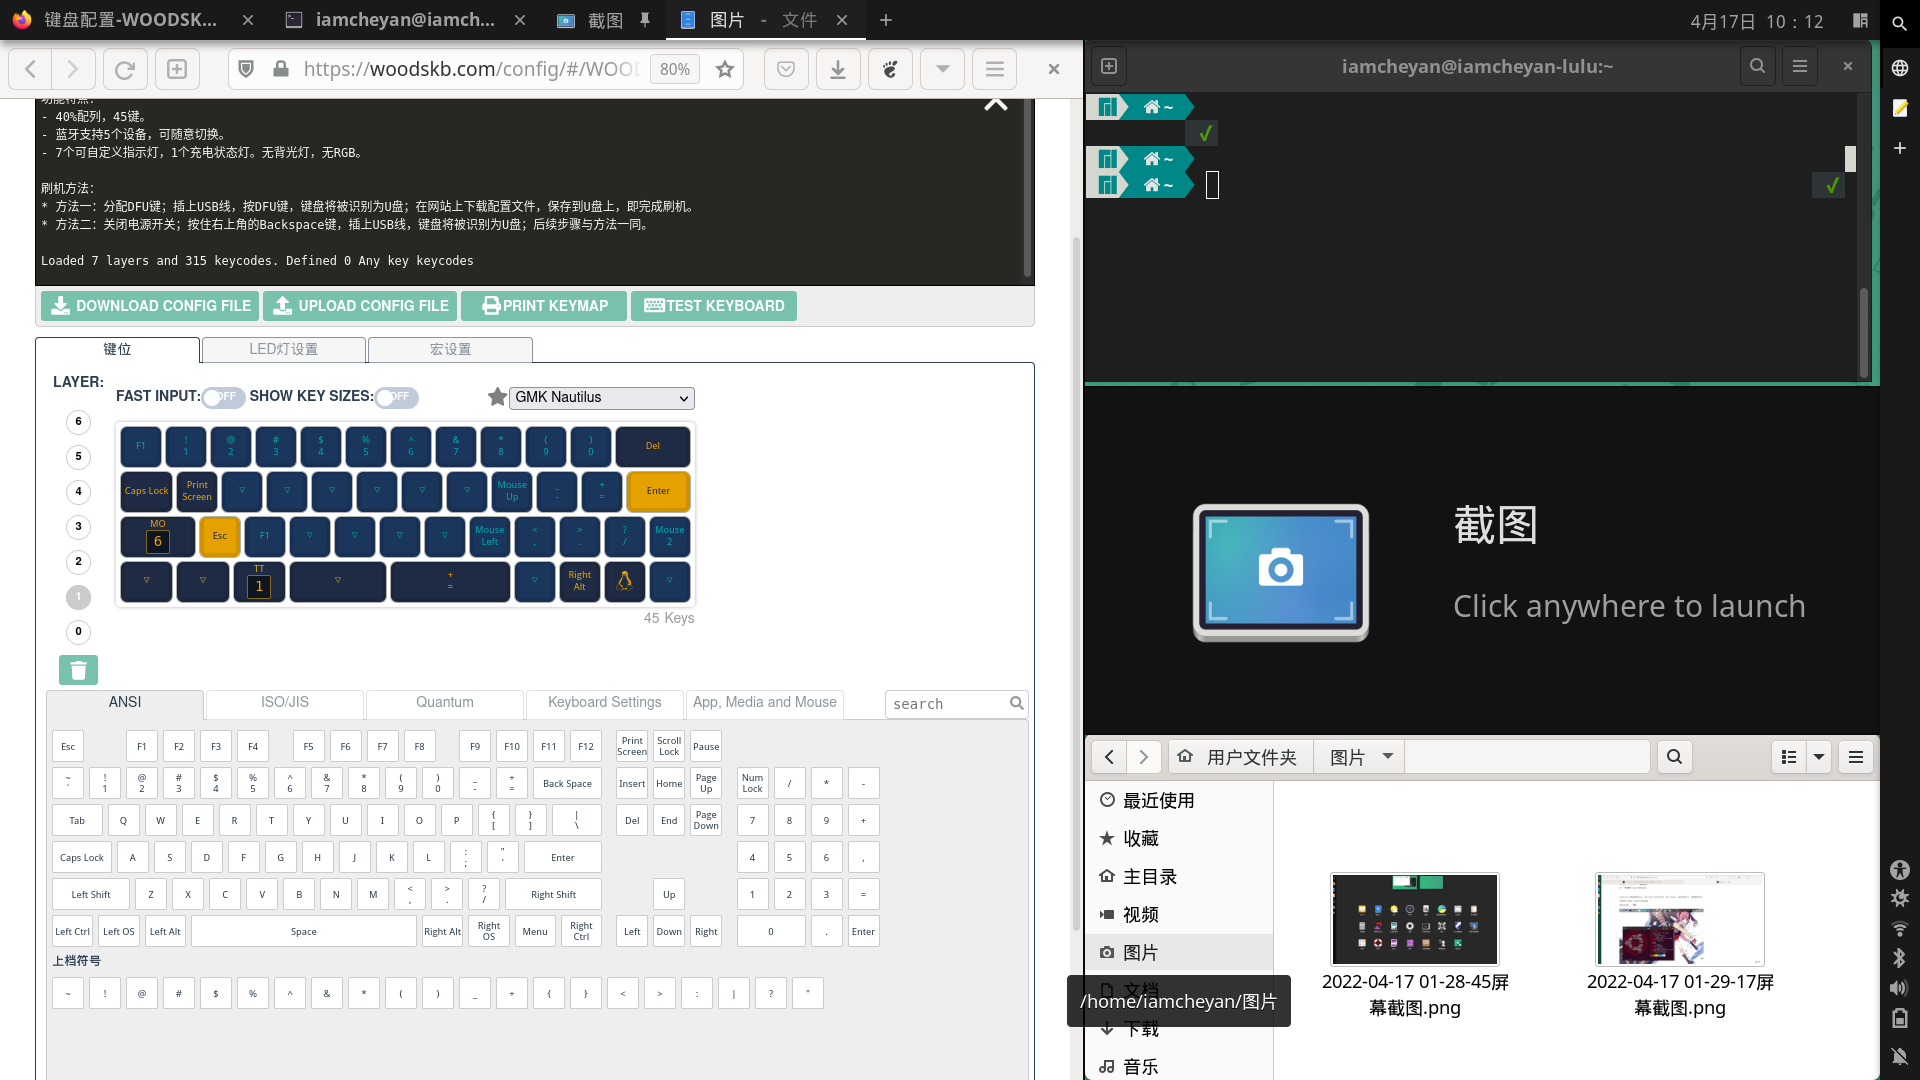 键盘配置-WOODSK...
iamcheyan@iamch...
截图
图片 - 文件
4月17日 10：12
https://woodskb.com/config/#/WOOD
80%
iamcheyan@iamcheyan-lulu:~
功能特点：
- 40%配列，45键。
- 蓝牙支持5个设备，可随意切换。
- 7个可自定义指示灯，1个充电状态灯。无背光灯，无RGB。
刷机方法：
* 方法一：分配DFU键；插上USB线，按DFU键，键盘将被识别为U盘；在网站上下载配置文件，保存到U盘上，即完成刷机。
* 方法二：关闭电源开关；按住右上角的Backspace键，插上USB线，键盘将被识别为U盘；后续步骤与方法一同。
Loaded 7 layers and 315 keycodes. Defined 0 Any key keycodes
DOWNLOAD CONFIG FILE
UPLOAD CONFIG FILE
PRINT KEYMAP
TEST KEYBOARD
键位
LED灯设置
宏设置
LAYER:
FAST INPUT: OFF SHOW KEY SIZES: OFF
GMK Nautilus
6
5
4
3
2
1
0
F1 ! 1 @ 2 # 3 $ 4 % 5 ^ 6 & 7 * 8 ( 9 ) 0 Del
Caps Lock Print Screen ▽ ▽ ▽ ▽ ▽ ▽ Mouse Up _ - + = Enter
MO 6 Esc F1 ▽ ▽ ▽ ▽ Mouse Left < , > . ? / Mouse 2
▽ ▽ TT 1 ▽ + = ▽ Right Alt ▽
45 Keys
ANSI
ISO/JIS
Quantum
Keyboard Settings
App, Media and Mouse
search
Esc F1 F2 F3 F4 F5 F6 F7 F8 F9 F10 F11 F12 Print Screen Scroll Lock Pause
~ ` ! 1 @ 2 # 3 $ 4 % 5 ^ 6 & 7 * 8 ( 9 ) 0 _ - + = Back Space Insert Home Page Up Num Lock / * -
Tab Q W E R T Y U I O P { [ } ] | \ Del End Page Down 7 8 9 +
Caps Lock A S D F G H J K L : ; " ' Enter 4 5 6 ,
Left Shift Z X C V B N M < , > . ? / Right Shift Up 1 2 3 =
Left Ctrl Left OS Left Alt Space Right Alt Right OS Menu Right Ctrl Left Down Right 0 . Enter
上档符号
~ ! @ # $ % ^ & * ( ) _ + { } < > : | ? "
~
✓
~
~
✓
截图
Click anywhere to launch
用户文件夹
图片
最近使用
收藏
主目录
视频
图片
文档
/home/iamcheyan/图片
下载
音乐
2022-04-17 01-28-45屏
幕截图.png
2022-04-17 01-29-17屏
幕截图.png